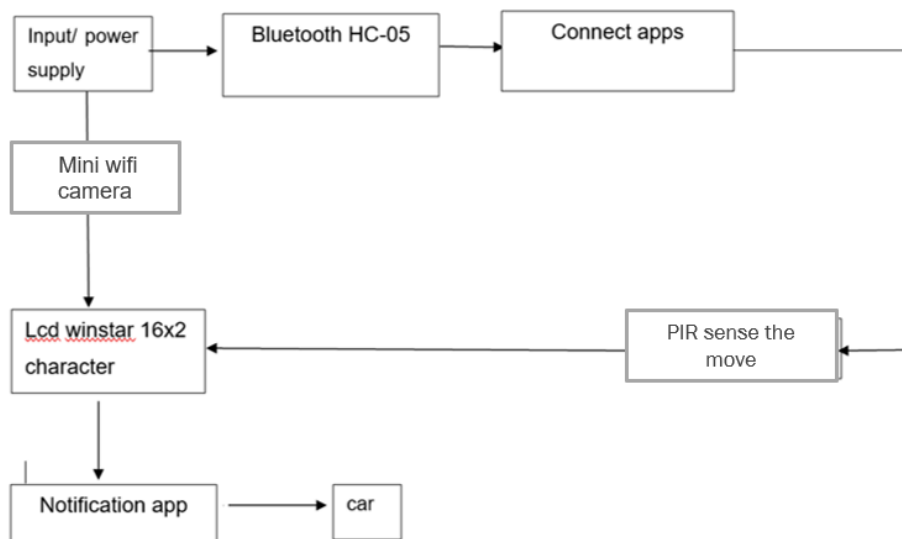 Input/ power
supply
Bluetooth HC-05
Connect apps
Mini wifi
camera
Lcd winstar 16x2
character
PIR sense the
move
Notification app
car